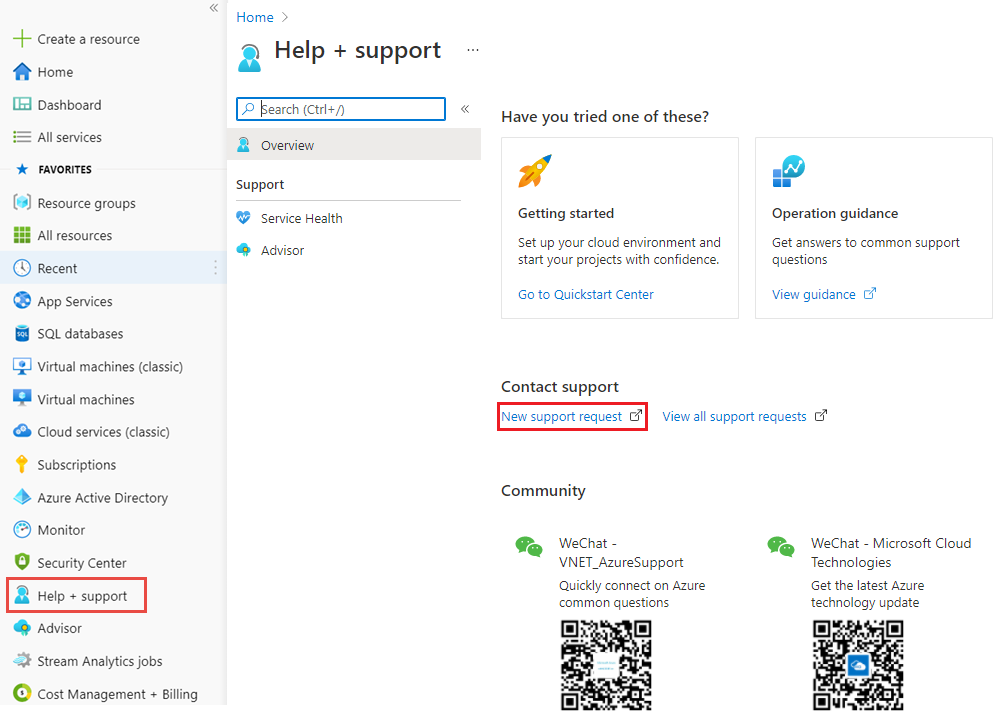 Create a resource
Home
Dashboard
All services
FAVORITES
Resource groups
All resources
Recent
App Services
SQL
SQL databases
Virtual machines (classic)
Virtual machines
Cloud services (classic)
Subscriptions
Azure Active Directory
Monitor
Security Center
Help + support
Advisor
Stream Analytics jobs
Cost Management + Billing
Home >
Help + support ...
Search (Ctrl+/)
Overview
Support
Service Health
Advisor
Have you tried one of these?
Getting started
Set up your cloud environment and
start your projects with confidence.
Go to Quickstart Center
Operation guidance
Get answers to common support
questions
View guidance
Contact support
New support request
View all support requests
Community
WeChat -
VNET_AzureSupport
Quickly connect on Azure
common questions
WeChat - Microsoft Cloud
Technologies
Get the latest Azure
technology update